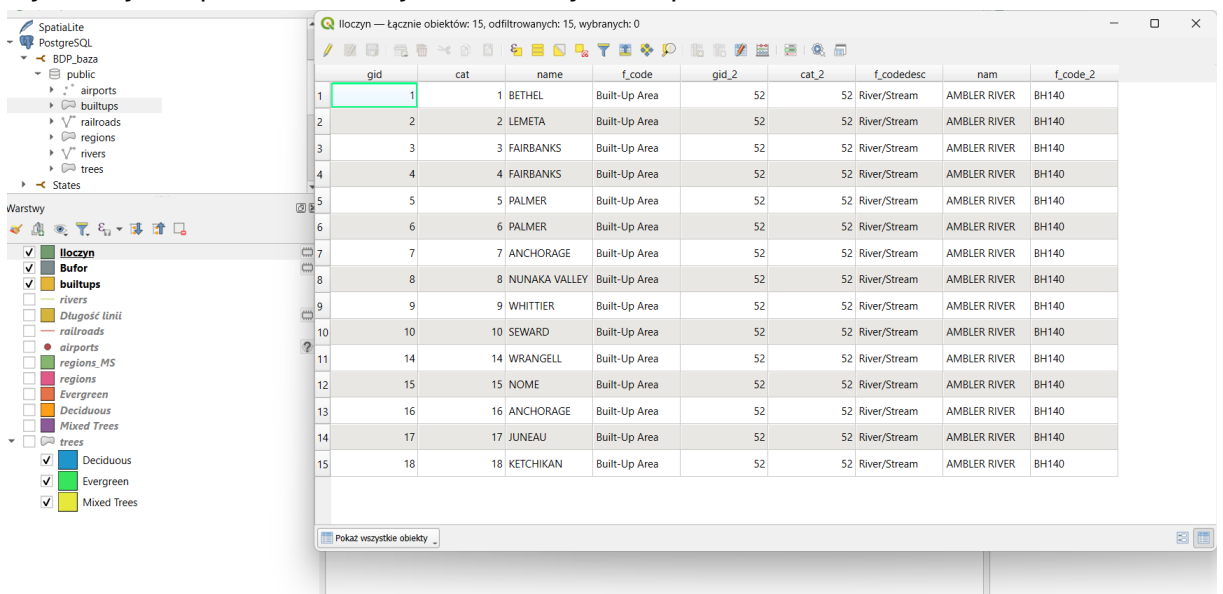 SpatiaLite
PostgreSQL
BDP_baza
public
airports
builtups
railroads
regions
rivers
trees
States
Warstwy
Iloczyn
Bufor
builtups
rivers
Długość linii
railroads
airports
regions_MS
regions
Evergreen
Deciduous
Mixed Trees
trees
Deciduous
Evergreen
Mixed Trees
Iloczyn — Łącznie obiektów: 15, odfiltrowanych: 15, wybranych: 0
gid cat name f_code gid_2 cat_2 f_codedesc nam f_code_2
1 1 1 BETHEL Built-Up Area 52 52 River/Stream AMBLER RIVER BH140
2 2 2 LEMETA Built-Up Area 52 52 River/Stream AMBLER RIVER BH140
3 3 3 FAIRBANKS Built-Up Area 52 52 River/Stream AMBLER RIVER BH140
4 4 4 FAIRBANKS Built-Up Area 52 52 River/Stream AMBLER RIVER BH140
5 5 5 PALMER Built-Up Area 52 52 River/Stream AMBLER RIVER BH140
6 6 6 PALMER Built-Up Area 52 52 River/Stream AMBLER RIVER BH140
7 7 7 ANCHORAGE Built-Up Area 52 52 River/Stream AMBLER RIVER BH140
8 8 8 NUNAKA VALLEY Built-Up Area 52 52 River/Stream AMBLER RIVER BH140
9 9 9 WHITTIER Built-Up Area 52 52 River/Stream AMBLER RIVER BH140
10 10 10 SEWARD Built-Up Area 52 52 River/Stream AMBLER RIVER BH140
11 14 14 WRANGELL Built-Up Area 52 52 River/Stream AMBLER RIVER BH140
12 15 15 NOME Built-Up Area 52 52 River/Stream AMBLER RIVER BH140
13 16 16 ANCHORAGE Built-Up Area 52 52 River/Stream AMBLER RIVER BH140
14 17 17 JUNEAU Built-Up Area 52 52 River/Stream AMBLER RIVER BH140
15 18 18 KETCHIKAN Built-Up Area 52 52 River/Stream AMBLER RIVER BH140
Pokaż wszystkie obiekty